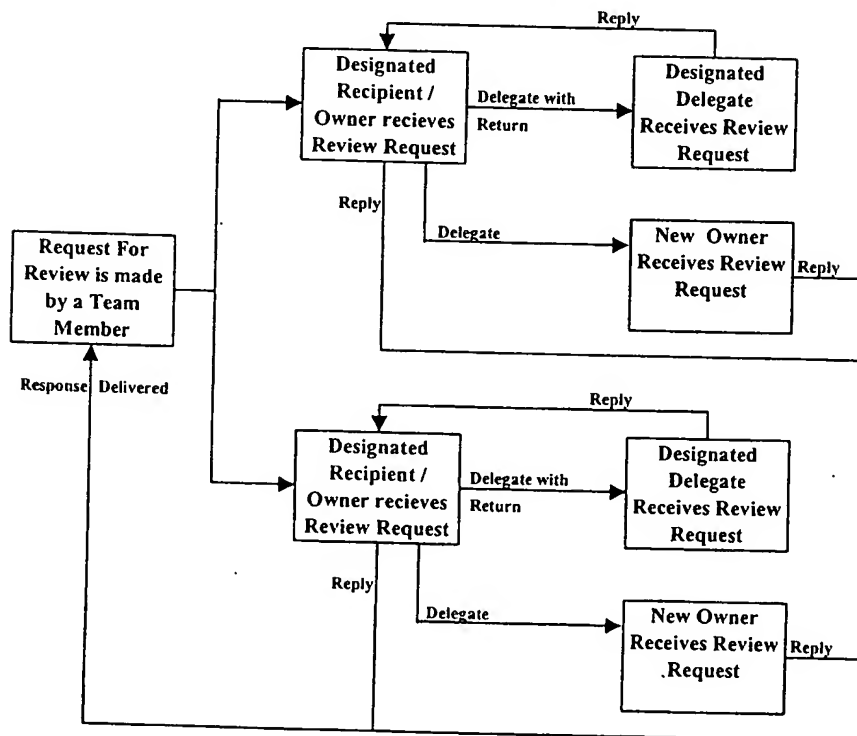 Reply
Designated
Recipient /
Owner recieves
Review Request
Delegate with
Return
Designated
Delegate
Receives Review
Request
Reply
Delegate
New Owner
Receives Review
Request
Reply
Request For
Review is made
by a Team
Member
Response Delivered
Reply
Designated
Recipient /
Owner recieves
Review Request
Delegate with
Return
Designated
Delegate
Receives Review
Request
Reply
Delegate
New Owner
Receives Review
.Request
Reply